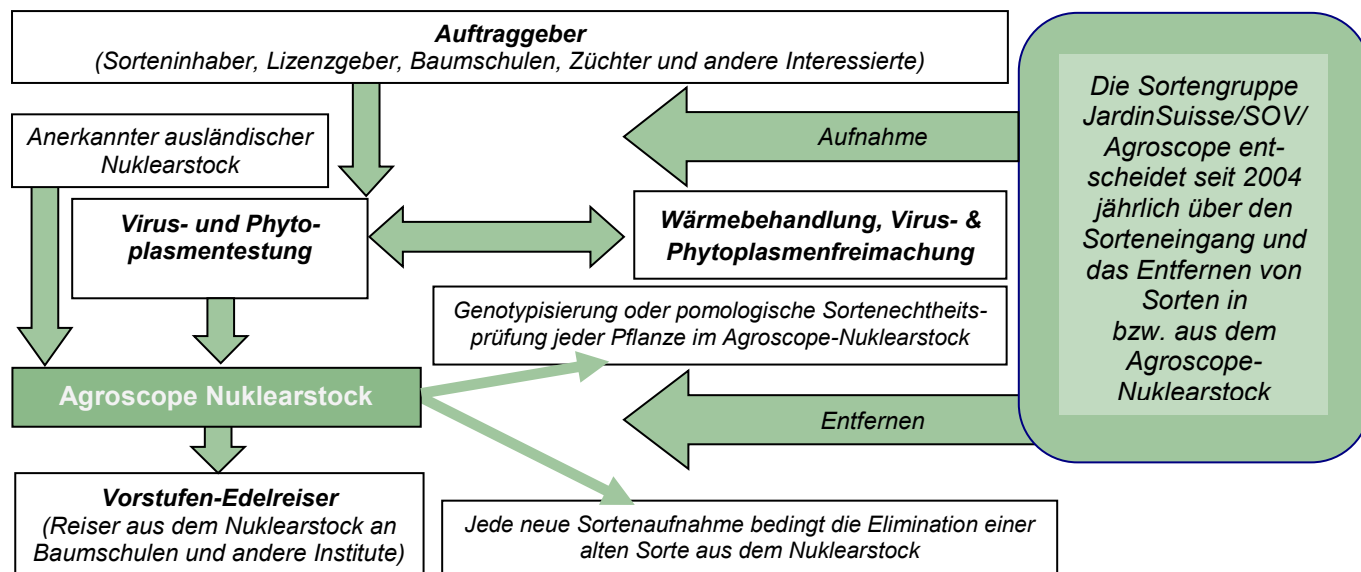 Auftraggeber
(Sorteninhaber, Lizenzgeber, Baumschulen, Züchter und andere Interessierte)
Anerkannter ausländischer
Nuklearstock
Aufnahme
Virus- und Phyto-
plasmentestung
Wärmebehandlung, Virus- &
Phytoplasmenfreimachung
Genotypisierung oder pomologische Sortenechtheits-
prüfung jeder Pflanze im Agroscope-Nuklearstock
Agroscope Nuklearstock
Entfernen
Vorstufen-Edelreiser
(Reiser aus dem Nuklearstock an
Baumschulen und andere Institute)
Jede neue Sortenaufnahme bedingt die Elimination einer
alten Sorte aus dem Nuklearstock
Die Sortengruppe
JardinSuisse/SOV/
Agroscope ent-
scheidet seit 2004
jährlich über den
Sorteneingang und
das Entfernen von
Sorten in
bzw. aus dem
Agroscope-
Nuklearstock